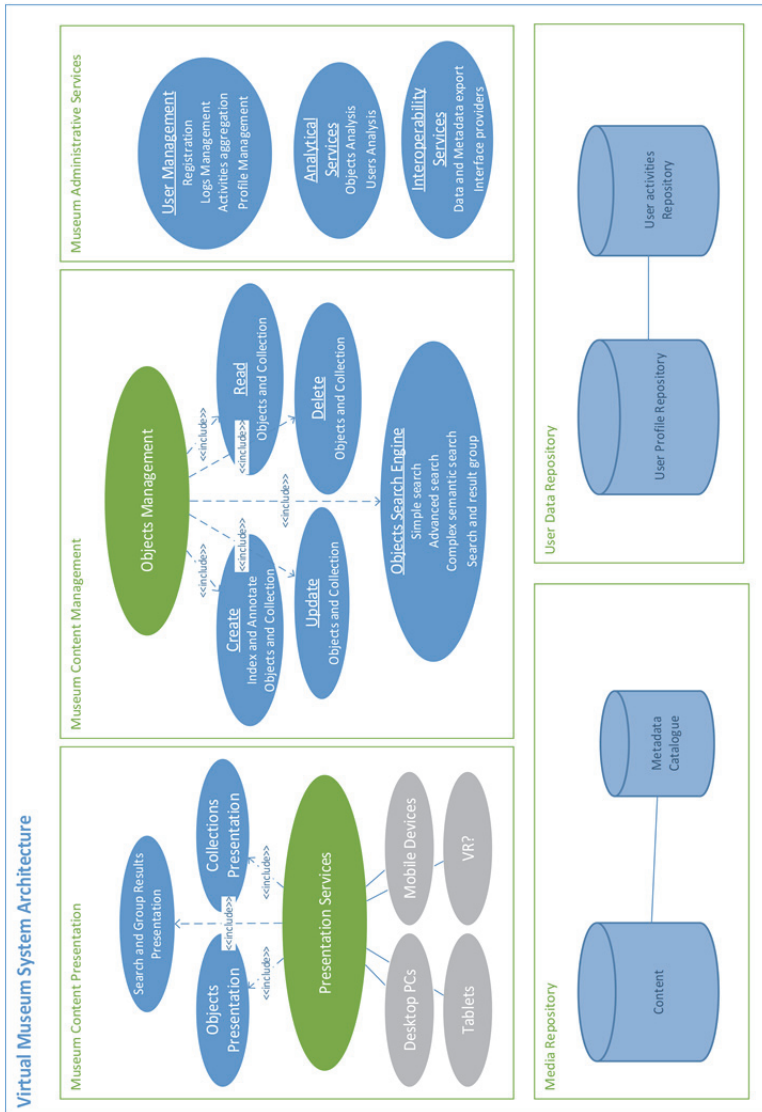 Virtual Museum System Architecture
Museum Content Presentation
Search and Group Results
Presentation
Objects
Presentation
Collections
Presentation
<<include>>
<<include>>
<<include>>
Presentation Services
Desktop PCs
Mobile Devices
Tablets
VR?
Museum Content Management
Objects Management
<<include>>
<<include>>
<<include>>
<<include>>
<<include>>
Create
Index and Annotate
Objects and Collection
Read
Objects and Collection
Update
Objects and Collection
Delete
Objects and Collection
Objects Search Engine
Simple search
Advanced search
Complex semantic search
Search and result group
Museum Administrative Services
User Management
Registration
Logs Management
Activities aggregation
Profile Management
Analytical
Services
Objects Analysis
Users Analysis
Interoperability
Services
Data and Metadata export
Interface providers
Media Repository
Content
Metadata
Catalogue
User Data Repository
User Profile Repository
User activities
Repository